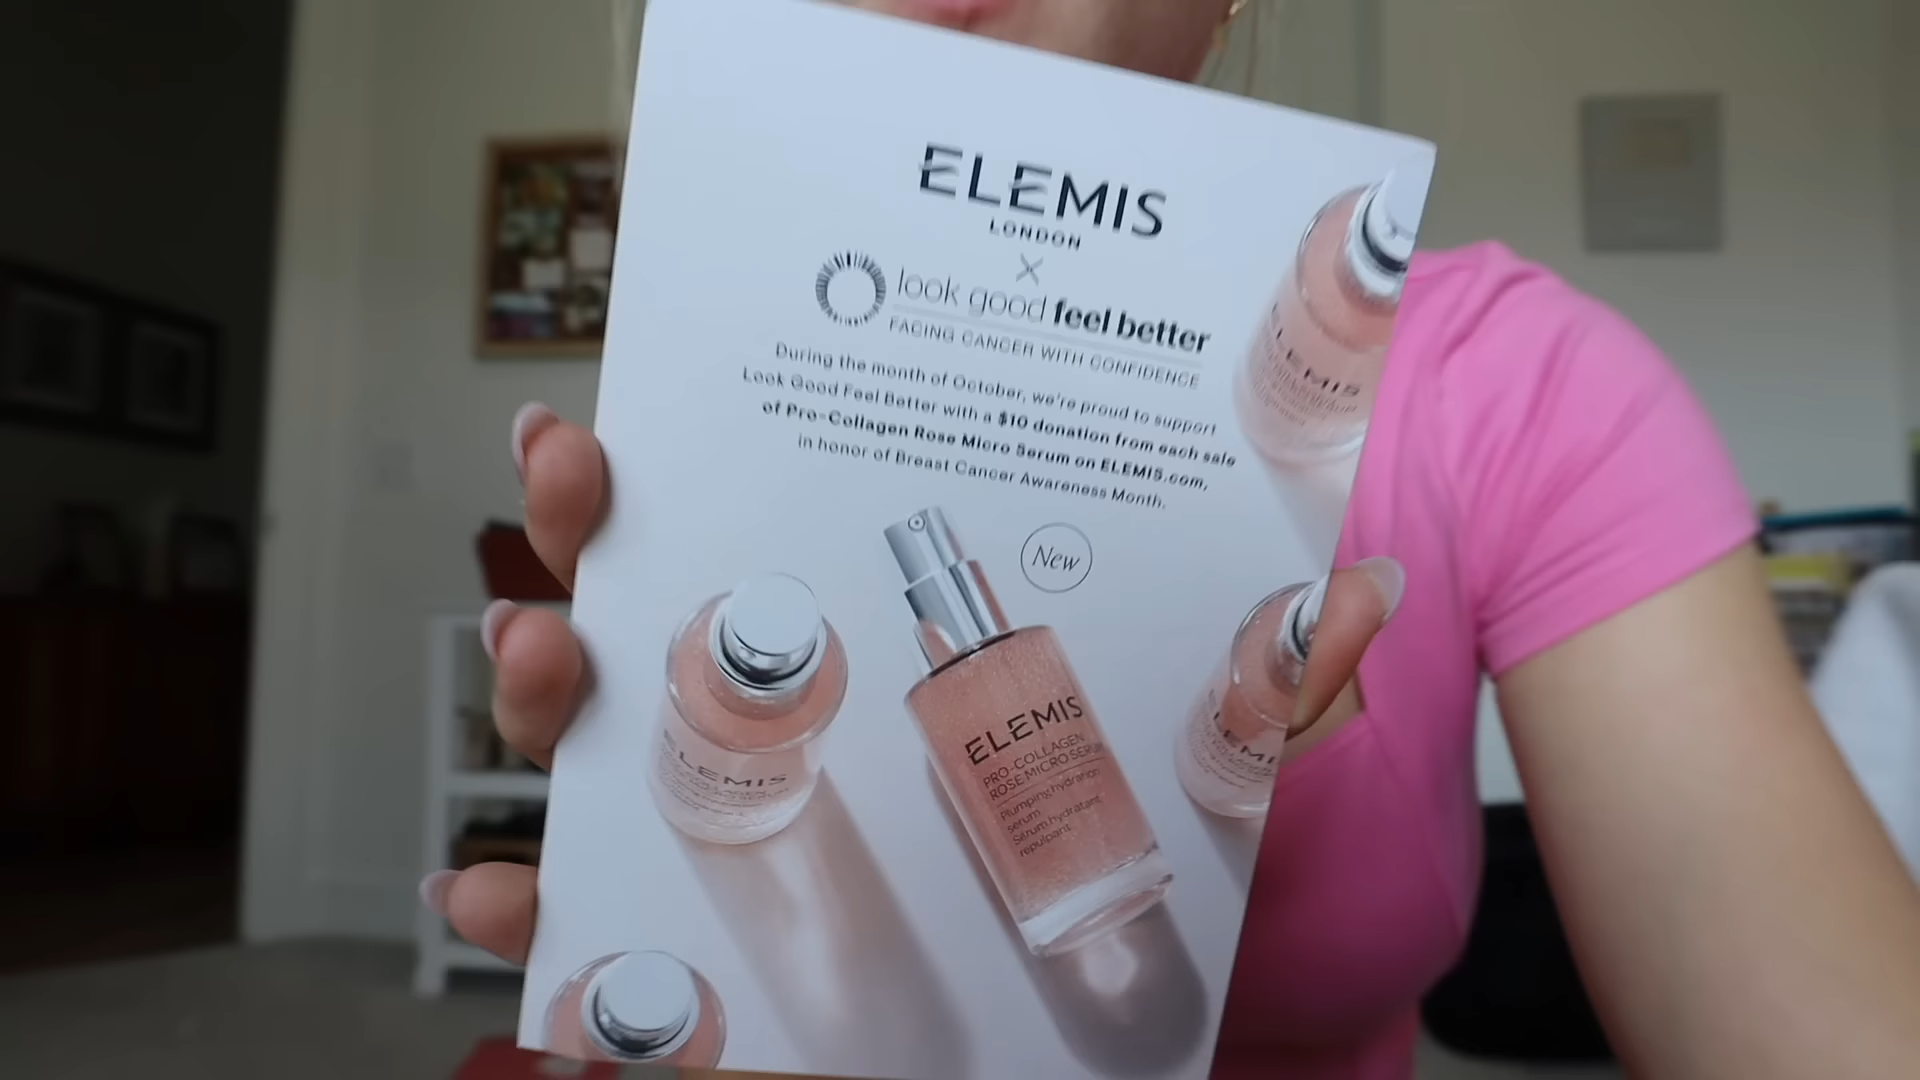 ELEMIS
LONDON
X
look good feel better
FACING CANCER WITH CONFIDENCE
During the month of October, we're proud to support
Look Good Feel Better with a $10 donation from each sale
of Pro-Collagen Rose Micro Serum on ELEMIS.com,
in honor of Breast Cancer Awareness Month.
New
ELEMIS
PRO-COLLAGEN
ROSE MICRO SERUM
Plumping hydration
serum
Sérum hydratant
repulpant
ELEMIS
ELEMIS
ELEMIS